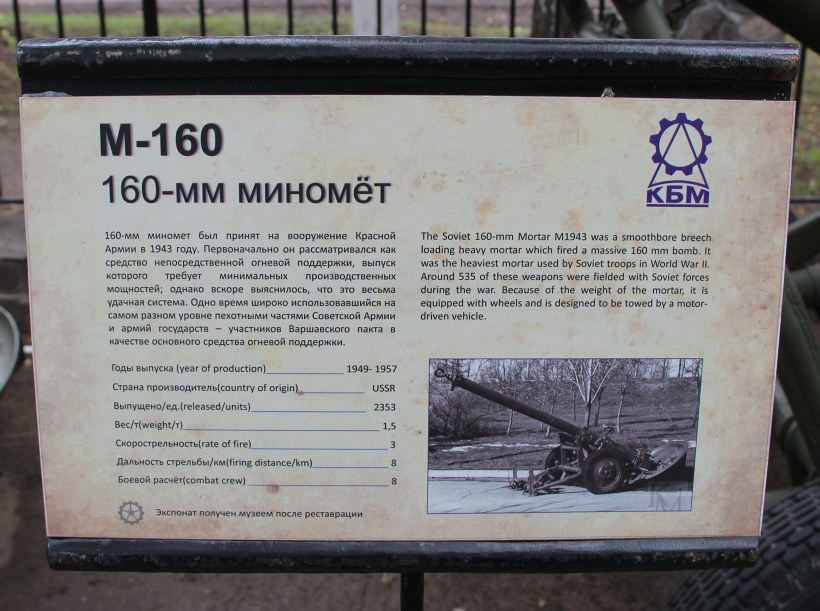 М-160
160-мм миномёт
КБМ
160-мм миномет был принят на вооружение Красной
Армии в 1943 году. Первоначально он рассматривался как
средство непосредственной огневой поддержки, выпуск
которого требует минимальных производственных
мощностей; однако вскоре выяснилось, что это весьма
удачная система. Одно время широко использовавшийся на
самом разном уровне пехотными частями Советской Армии
и армий государств – участников Варшавского пакта в
качестве основного средства огневой поддержки.
The Soviet 160-mm Mortar M1943 was a smoothbore breech
loading heavy mortar which fired a massive 160 mm bomb. It
was the heaviest mortar used by Soviet troops in World War II.
Around 535 of these weapons were fielded with Soviet forces
during the war. Because of the weight of the mortar, it is
equipped with wheels and is designed to be towed by a motor-
driven vehicle.
Годы выпуска (year of production) 1949- 1957
Страна производитель(country of origin) USSR
Выпущено/ед.(released/units) 2353
Вес/т(weight/т) 1,5
Скорострельность(rate of fire) 3
Дальность стрельбы/км(firing distance/km) 8
Боевой расчёт(combat crew) 8
Экспонат получен музеем после реставрации